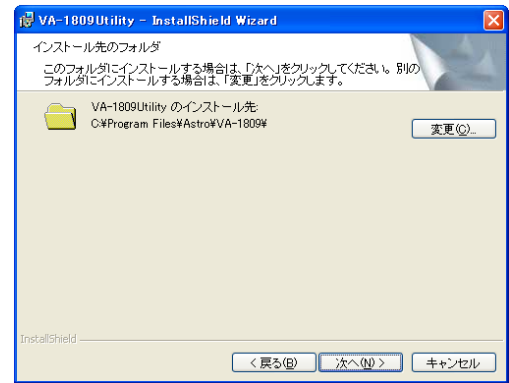 VA-1809Utility - InstallShield Wizard
インストール先のフォルダ
このフォルダにインストールする場合は、「次へ」をクリックしてください。別の
フォルダにインストールする場合は、「変更」をクリックします。
VA-1809Utility のインストール先:
C:¥Program Files¥Astro¥VA-1809¥
変更(C)...
InstallShield
< 戻る(B)
次へ(N) >
キャンセル